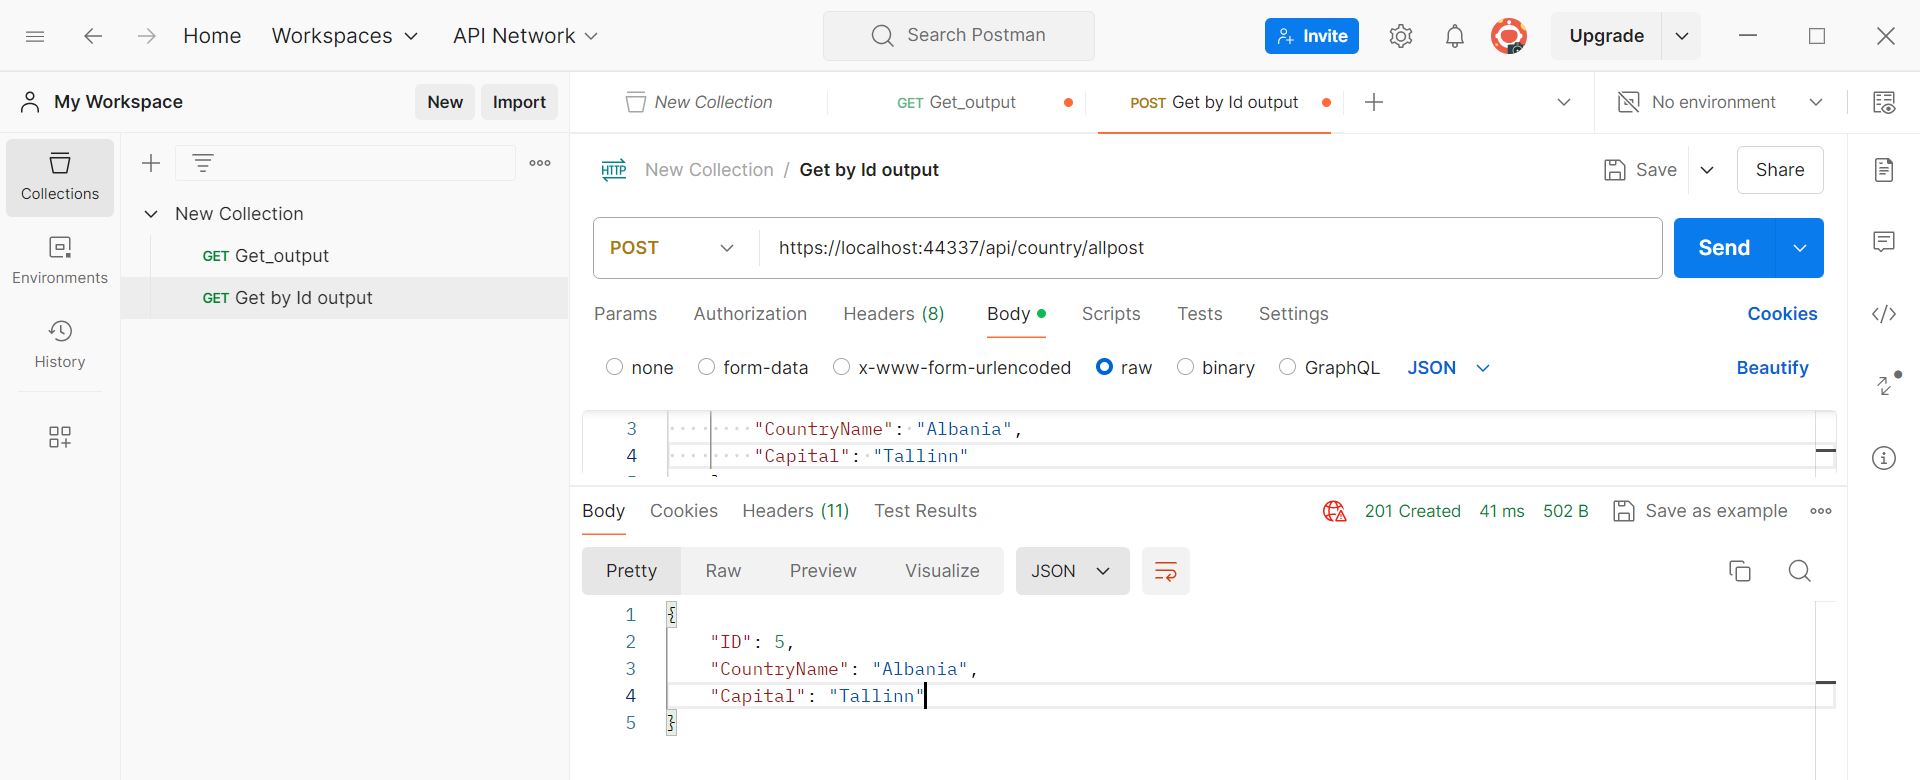 Home Workspaces API Network Search Postman Invite Upgrade
My Workspace New Import
New Collection GET Get_output POST Get by Id output No environment
Collections
Environments
History
New Collection
GET Get_output
GET Get by Id output
HTTP New Collection / Get by Id output Save Share
POST https://localhost:44337/api/country/allpost Send
Params Authorization Headers (8) Body Scripts Tests Settings Cookies
none form-data x-www-form-urlencoded raw binary GraphQL JSON Beautify
3 "CountryName": "Albania",
4 "Capital": "Tallinn"
Body Cookies Headers (11) Test Results 201 Created 41 ms 502 B Save as example
Pretty Raw Preview Visualize JSON
1 {
2 "ID": 5,
3 "CountryName": "Albania",
4 "Capital": "Tallinn"
5 }